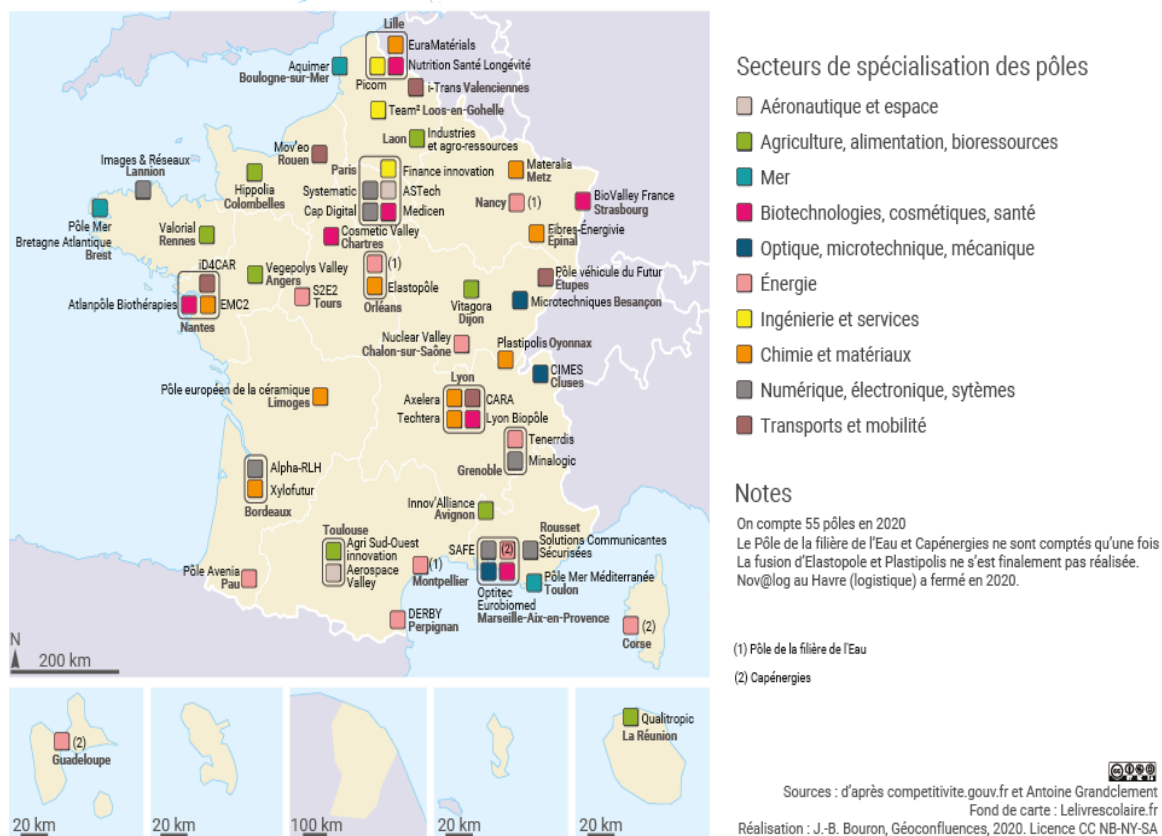 Lille
EuraMatérials
Aquimer
Boulogne-sur-Mer
Nutrition Santé Longévité
Picom
i-Trans Valenciennes
Team² Loos-en-Gohelle
Laon
Industries
et agro-ressources
Mov'eo
Rouen
Images & Réseaux
Lannion
Paris
Finance innovation
Materalia
Metz
Hippolia
Colombelles
Systematic
ASTech
Nancy
(1)
BioValley France
Strasbourg
Cap Digital
Medicen
Pôle Mer
Bretagne Atlantique
Brest
Valorial
Rennes
Cosmetic Valley
Chartres
Fibres-Énergivie
Épinal
iD4CAR
Vegepolys Valley
Angers
(1)
Elastopôle
Orléans
S2E2
Tours
Pôle véhicule du Futur
Étupes
Atlanpôle Biothérapies
EMC2
Nantes
Vitagora
Dijon
Microtechniques Besançon
Nuclear Valley
Chalon-sur-Saône
Plastipolis Oyonnax
CIMES
Cluses
Lyon
Pôle européen de la céramique
Limoges
Axelera
CARA
Techtera
Lyon Biopôle
Tenerrdis
Grenoble
Minalogic
Alpha-RLH
Xylofutur
Bordeaux
Innov'Alliance
Avignon
Toulouse
Agri Sud-Ouest
innovation
Aerospace
Valley
Rousset
SAFE
(2)
Solutions Communicantes
Sécurisées
(1)
Montpellier
Pôle Avenia
Pau
Optitec
Eurobiomed
Marseille-Aix-en-Provence
Pôle Mer Méditerranée
Toulon
DERBY
Perpignan
(2)
Corse
N
200 km
(2)
Guadeloupe
20 km
20 km
100 km
20 km
Qualitropic
La Réunion
20 km
Secteurs de spécialisation des pôles
Aéronautique et espace
Agriculture, alimentation, bioressources
Mer
Biotechnologies, cosmétiques, santé
Optique, microtechnique, mécanique
Énergie
Ingénierie et services
Chimie et matériaux
Numérique, électronique, sytèmes
Transports et mobilité
Notes
On compte 55 pôles en 2020
Le Pôle de la filière de l'Eau et Capénergies ne sont comptés qu'une fois
La fusion d'Elastopole et Plastipolis ne s'est finalement pas réalisée.
Nov@log au Havre (logistique) a fermé en 2020.
(1) Pôle de la filière de l'Eau
(2) Capénergies
Sources : d'après competitivite.gouv.fr et Antoine Grandclement
Fond de carte : Lelivrescolaire.fr
Réalisation : J.-B. Bouron, Géoconfluences, 2020. Licence CC NB-NY-SA